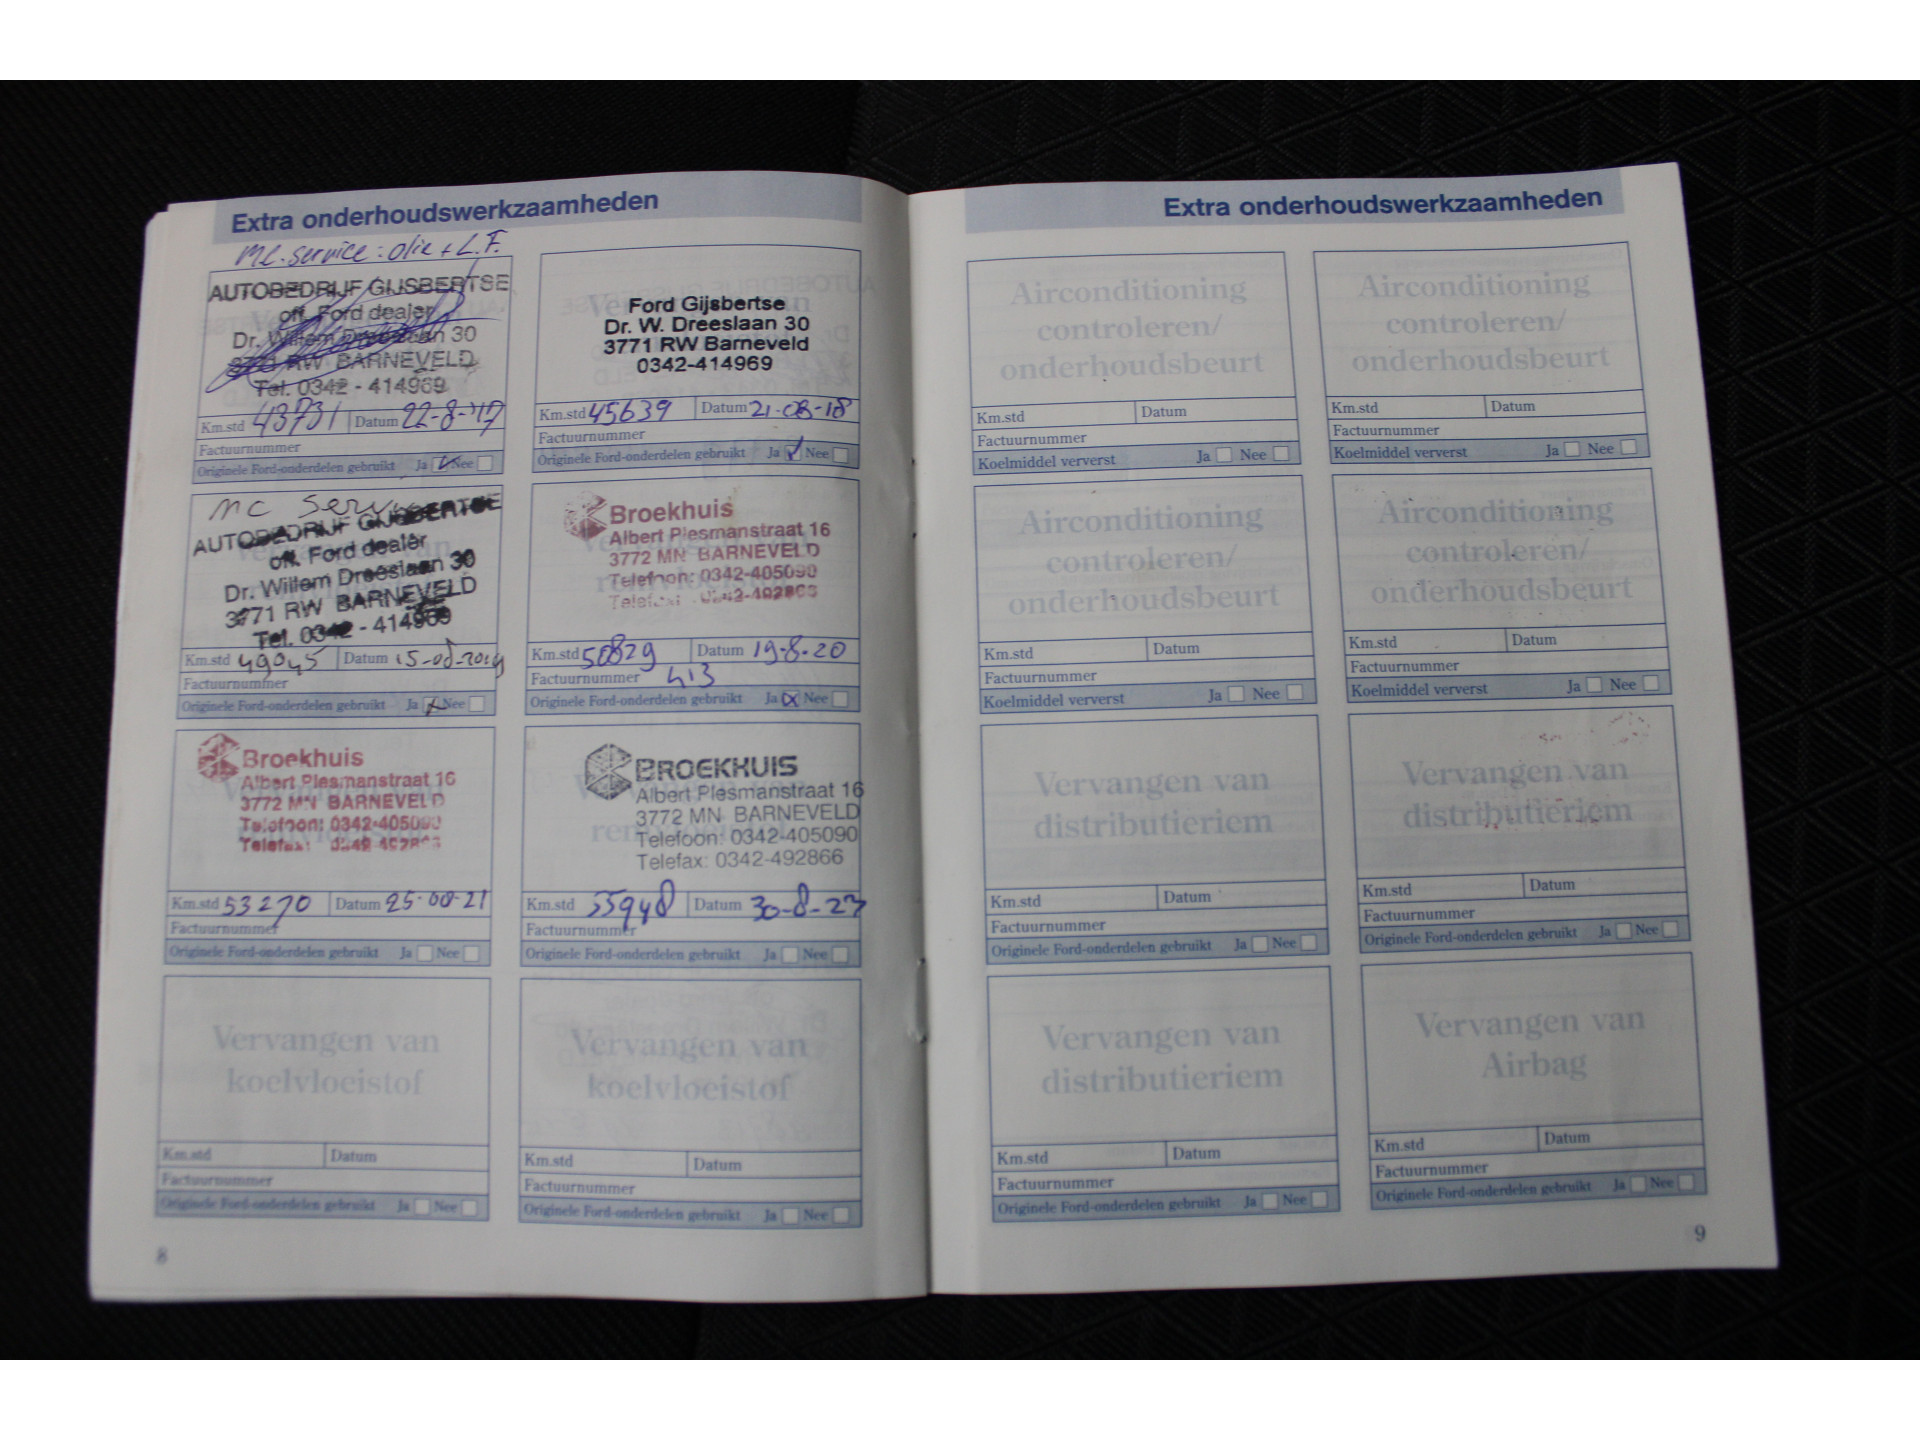 Extra onderhoudswerkzaamheden
mc. service: olie + L.F.
AUTOBEDRIJF GIJSBERTSE
off. Ford dealer
Dr. Willem Dreeslaan 30
3771 RW BARNEVELD
Tel. 0342 - 414969
Km.std 43731 Datum 22-8-'17
Factuurnummer
Originele Ford-onderdelen gebruikt Ja Nee
Ford Gijsbertse
Dr. W. Dreeslaan 30
3771 RW Barneveld
0342-414969
Km.std 45639 Datum 21-08-18
Factuurnummer
Originele Ford-onderdelen gebruikt Ja Nee
mc Service
AUTOBEDRIJF GIJSBERTSE
off. Ford dealer
Dr. Willem Dreeslaan 30
3771 RW BARNEVELD
Tel. 0342 - 414969
Km.std 49045 Datum 15-08-2019
Factuurnummer
Originele Ford-onderdelen gebruikt Ja Nee
Broekhuis
Albert Plesmanstraat 16
3772 MN BARNEVELD
Telefoon: 0342-405090
Telefax: 0342-492866
Km.std 50829 Datum 19-8-20
Factuurnummer 413
Originele Ford-onderdelen gebruikt Ja Nee
Broekhuis
Albert Plesmanstraat 16
3772 MN BARNEVELD
Telefoon: 0342-405090
Telefax: 0342-492866
Km.std 53270 Datum 25-08-21
Factuurnummer
Originele Ford-onderdelen gebruikt Ja Nee
BROEKHUIS
Albert Plesmanstraat 16
3772 MN BARNEVELD
Telefoon: 0342-405090
Telefax: 0342-492866
Km.std 55948 Datum 30-8-23
Factuurnummer
Originele Ford-onderdelen gebruikt Ja Nee
Vervangen van
koelvloeistof
Km.std Datum
Factuurnummer
Originele Ford-onderdelen gebruikt Ja Nee
Vervangen van
koelvloeistof
Km.std Datum
Factuurnummer
Originele Ford-onderdelen gebruikt Ja Nee
8
Extra onderhoudswerkzaamheden
Airconditioning
controleren/
onderhoudsbeurt
Km.std Datum
Factuurnummer
Koelmiddel ververst Ja Nee
Airconditioning
controleren/
onderhoudsbeurt
Km.std Datum
Factuurnummer
Koelmiddel ververst Ja Nee
Airconditioning
controleren/
onderhoudsbeurt
Km.std Datum
Factuurnummer
Koelmiddel ververst Ja Nee
Airconditioning
controleren/
onderhoudsbeurt
Km.std Datum
Factuurnummer
Koelmiddel ververst Ja Nee
Vervangen van
distributieriem
Km.std Datum
Factuurnummer
Originele Ford-onderdelen gebruikt Ja Nee
Vervangen van
distributieriem
Km.std Datum
Factuurnummer
Originele Ford-onderdelen gebruikt Ja Nee
Vervangen van
distributieriem
Km.std Datum
Factuurnummer
Originele Ford-onderdelen gebruikt Ja Nee
Vervangen van
Airbag
Km.std Datum
Factuurnummer
Originele Ford-onderdelen gebruikt Ja Nee
9